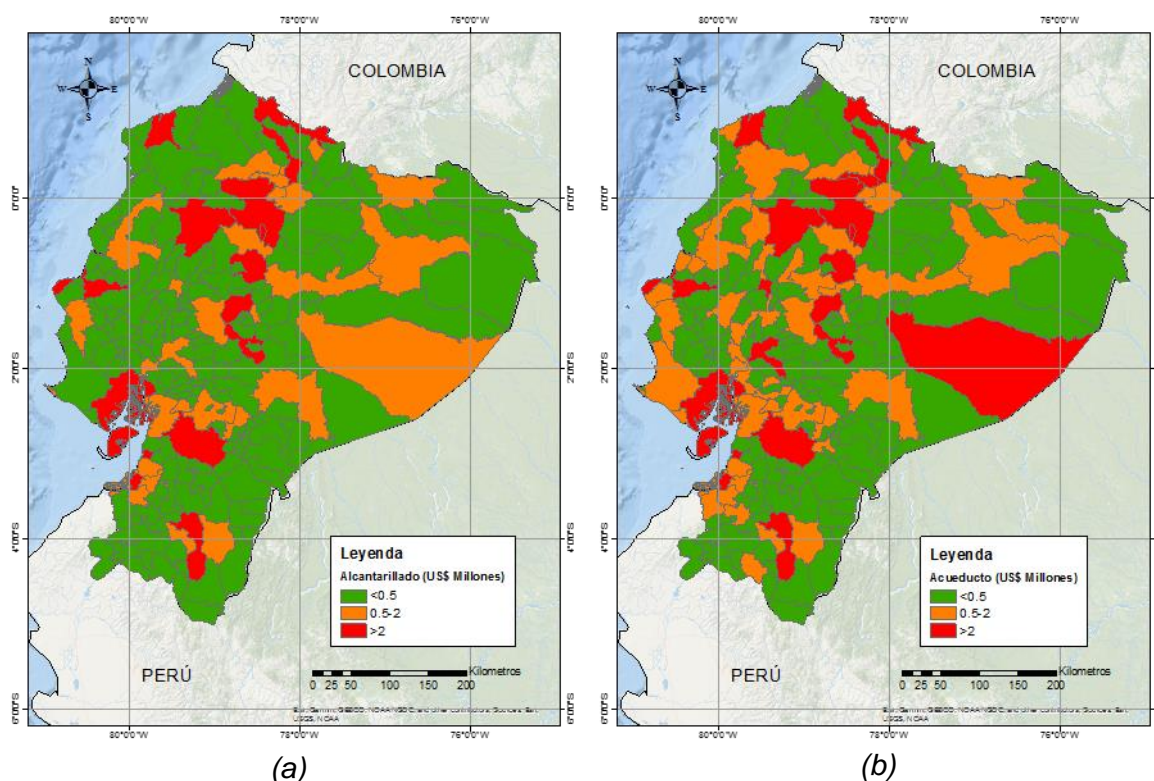 80°0'0"W 78°0'0"W 76°0'0"W
N
W E
S
COLOMBIA
0°0'0"
2°0'0"S
4°0'0"S
6°0'0"S
Leyenda
Alcantarillado (US$ Millones)
<0.5
0.5-2
>2
PERÚ
Kilometros
0 25 50 100 150 200
80°0'0"W 78°0'0"W 76°0'0"W
(a)
80°0'0"W 78°0'0"W 76°0'0"W
N
W E
S
COLOMBIA
0°0'0"
2°0'0"S
4°0'0"S
6°0'0"S
Leyenda
Acueducto (US$ Millones)
<0.5
0.5-2
>2
PERÚ
Kilometros
0 25 50 100 150 200
80°0'0"W 78°0'0"W 76°0'0"W
(b)